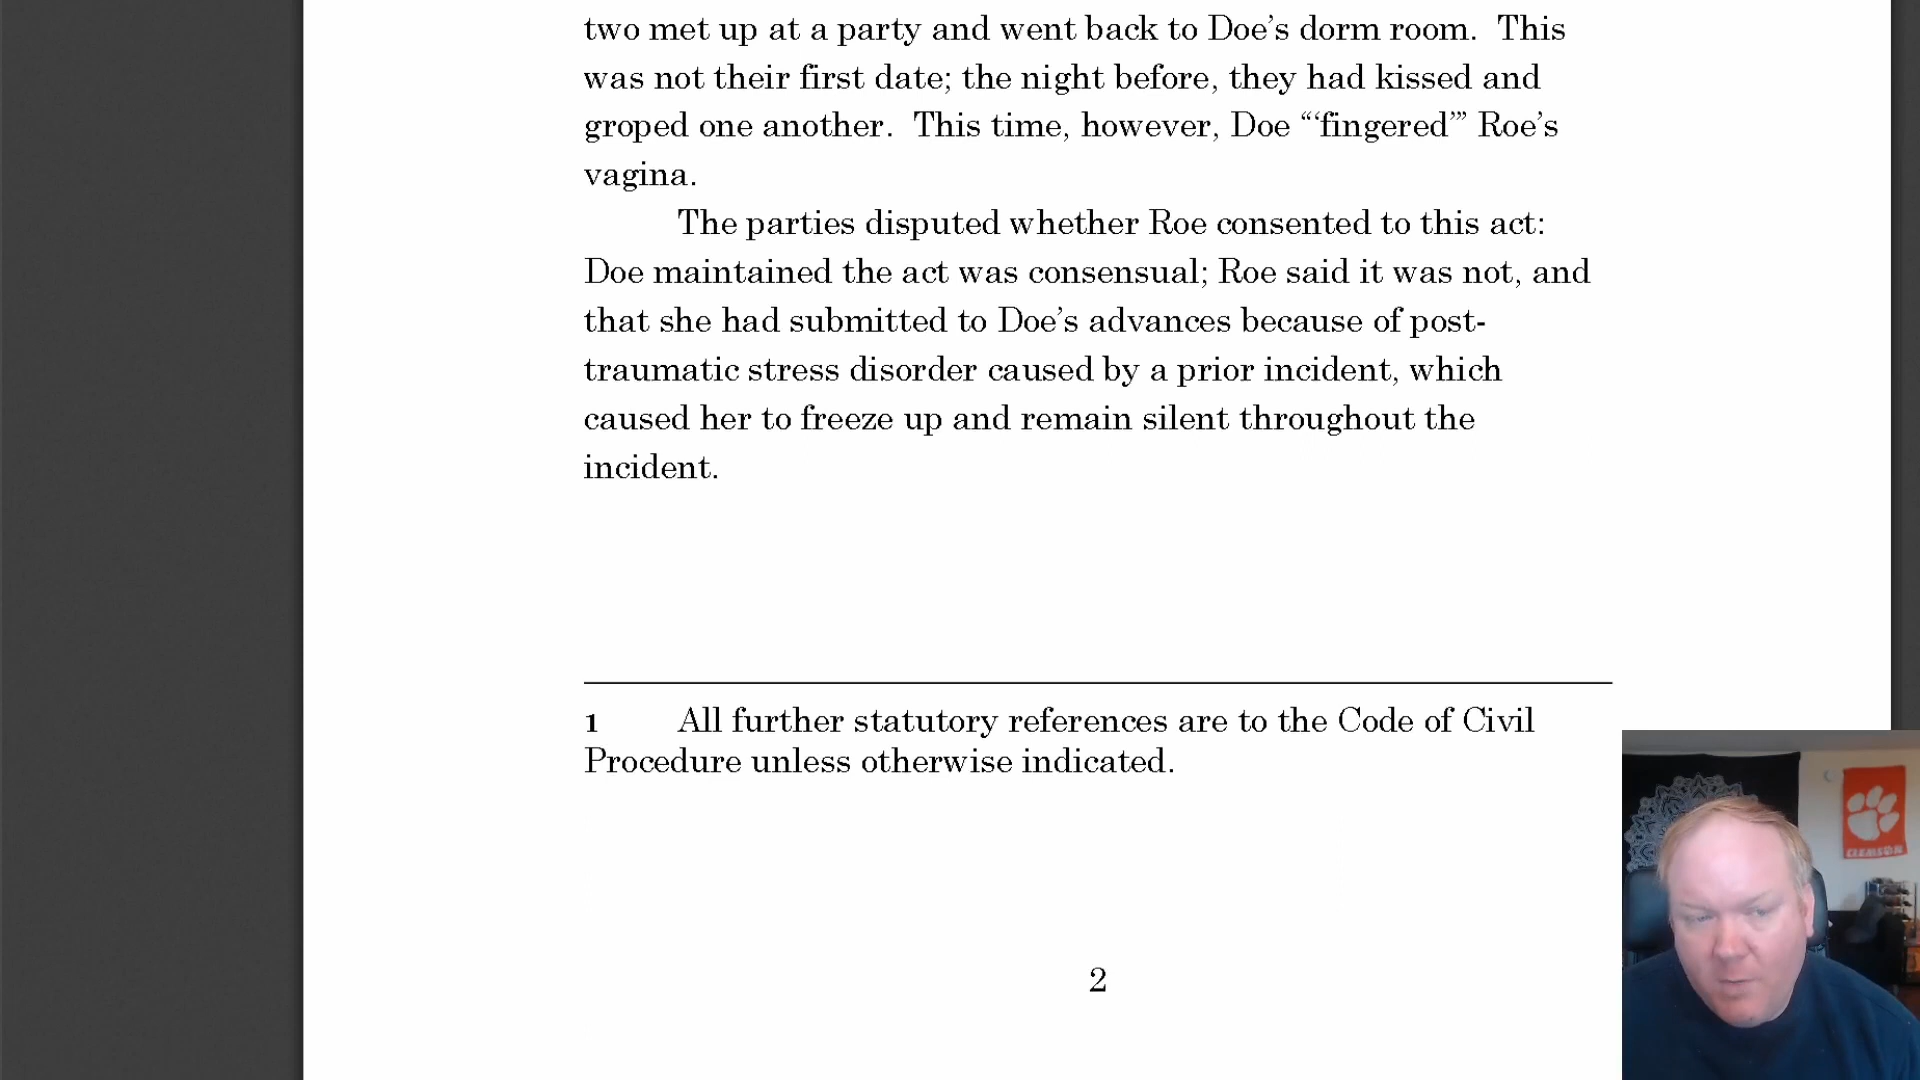 two met up at a party and went back to Doe’s dorm room.  This
was not their first date; the night before, they had kissed and
groped one another.  This time, however, Doe “‘fingered’” Roe’s
vagina.
The parties disputed whether Roe consented to this act:
Doe maintained the act was consensual; Roe said it was not, and
that she had submitted to Doe’s advances because of post-
traumatic stress disorder caused by a prior incident, which
caused her to freeze up and remain silent throughout the
incident.
1 All further statutory references are to the Code of Civil
Procedure unless otherwise indicated.
2
CLEMSON